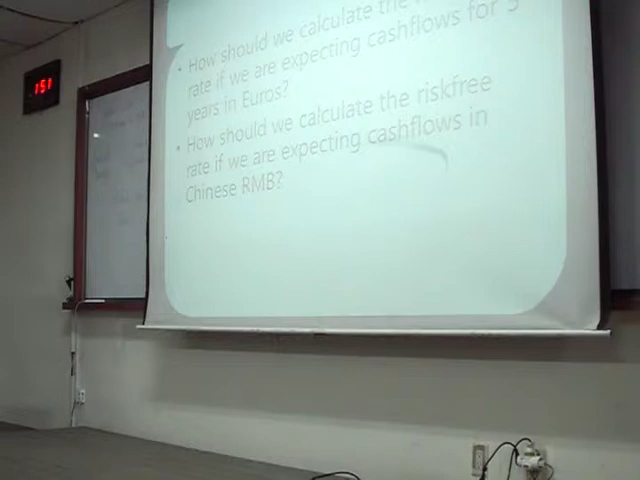 151
• How should we calculate the
rate if we are expecting cashflows for 5
years in Euros?
• How should we calculate the riskfree
rate if we are expecting cashflows in
Chinese RMB?